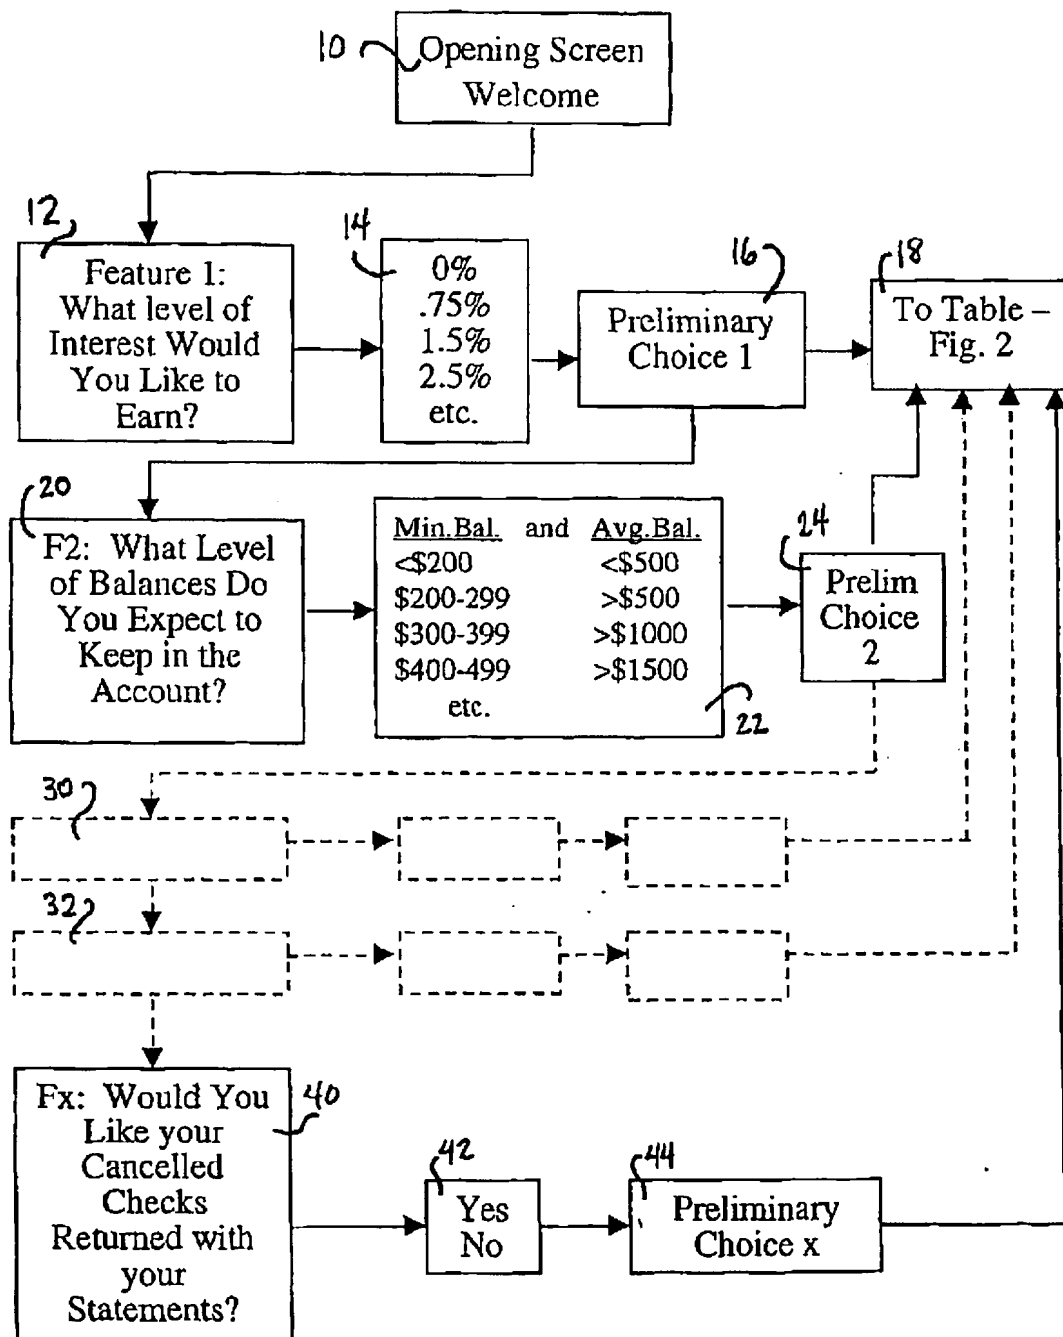 10
Opening Screen
Welcome
12
Feature 1:
What level of
Interest Would
You Like to
Earn?
14
0%
.75%
1.5%
2.5%
etc.
16
Preliminary
Choice 1
18
To Table –
Fig. 2
20
F2: What Level
of Balances Do
You Expect to
Keep in the
Account?
Min.Bal. and Avg.Bal.
<$200 <$500
$200-299 >$500
$300-399 >$1000
$400-499 >$1500
etc.
22
24
Prelim
Choice
2
30
32
Fx: Would You
Like your
Cancelled
Checks
Returned with
your
Statements?
40
42
Yes
No
44
Preliminary
Choice x